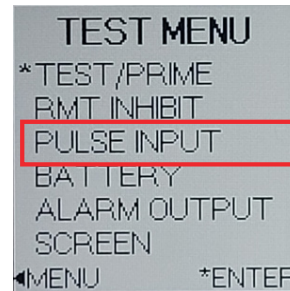 TEST MENU
*TEST/PRIME
RMT INHIBIT
PULSE INPUT
BATTERY
ALARM OUTPUT
SCREEN
◂MENU *ENTER